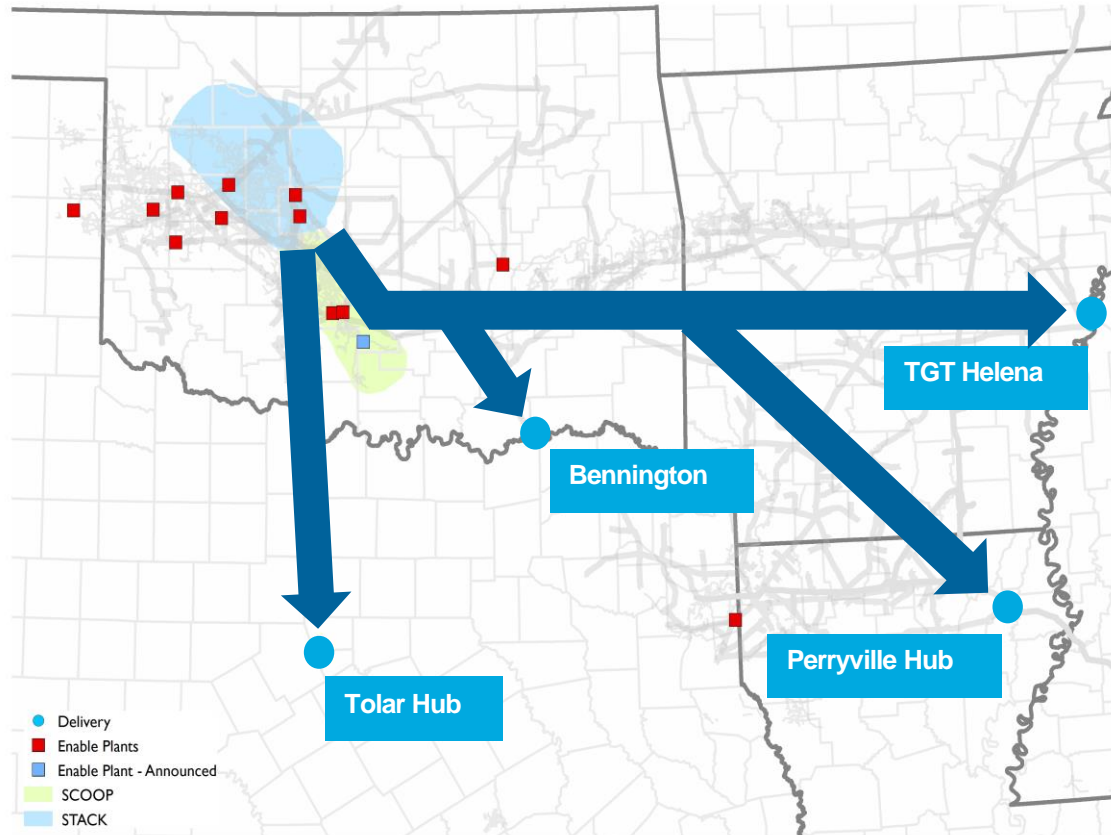 TGT Helena
Bennington
Perryville Hub
Tolar Hub
Delivery
Enable Plants
Enable Plant - Announced
SCOOP
STACK